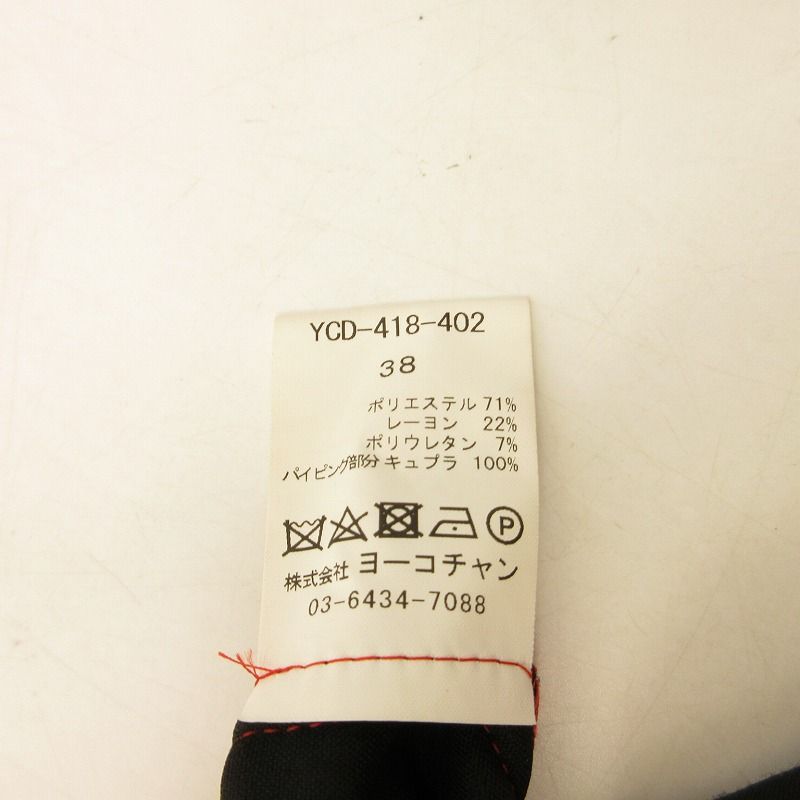 YCD-418-402
38
ポリエステル 71%
レーヨン 22%
ポリウレタン 7%
パイピング部分 キュプラ 100%
P
株式会社 ヨーコチャン
03-6434-7088